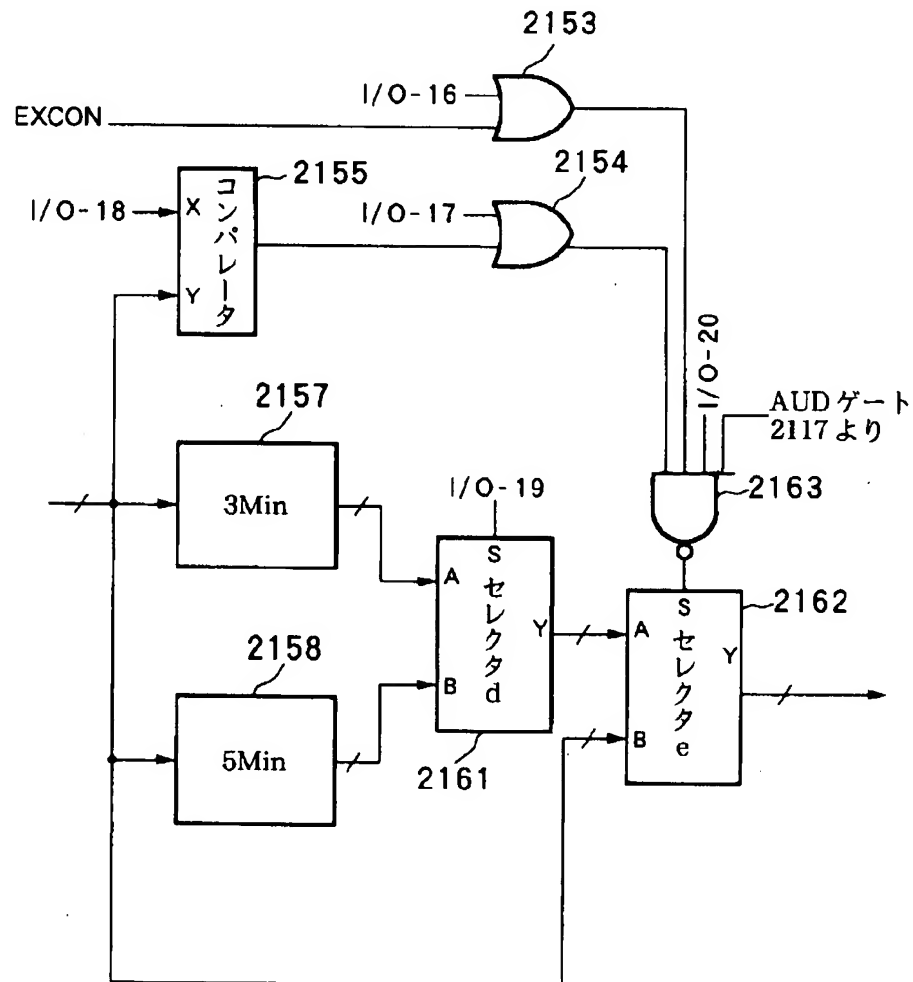 2153
I/O-16
EXCON
2155
2154
I/O-18
X
Y
コンパレータ
I/O-17
I/O-20
AUDゲート
2117より
2157
3Min
I/O-19
2163
S
A
B
Y
セレクタd
2161
2158
5Min
2162
S
A
B
Y
セレクタe